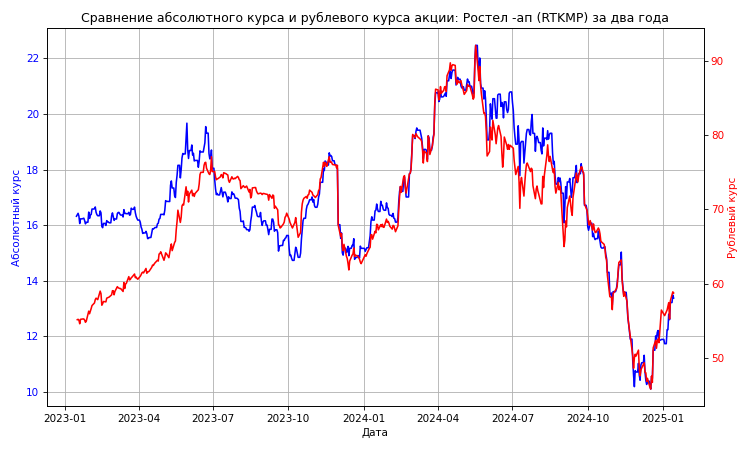 Сравнение абсолютного курса и рублевого курса акции: Ростел -ап (RTKMP) за два года
Абсолютный курс
22
20
18
16
14
12
10
90
80
70
60
50
Рублевый курс
2023-01 2023-04 2023-07 2023-10 2024-01 2024-04 2024-07 2024-10 2025-01
Дата